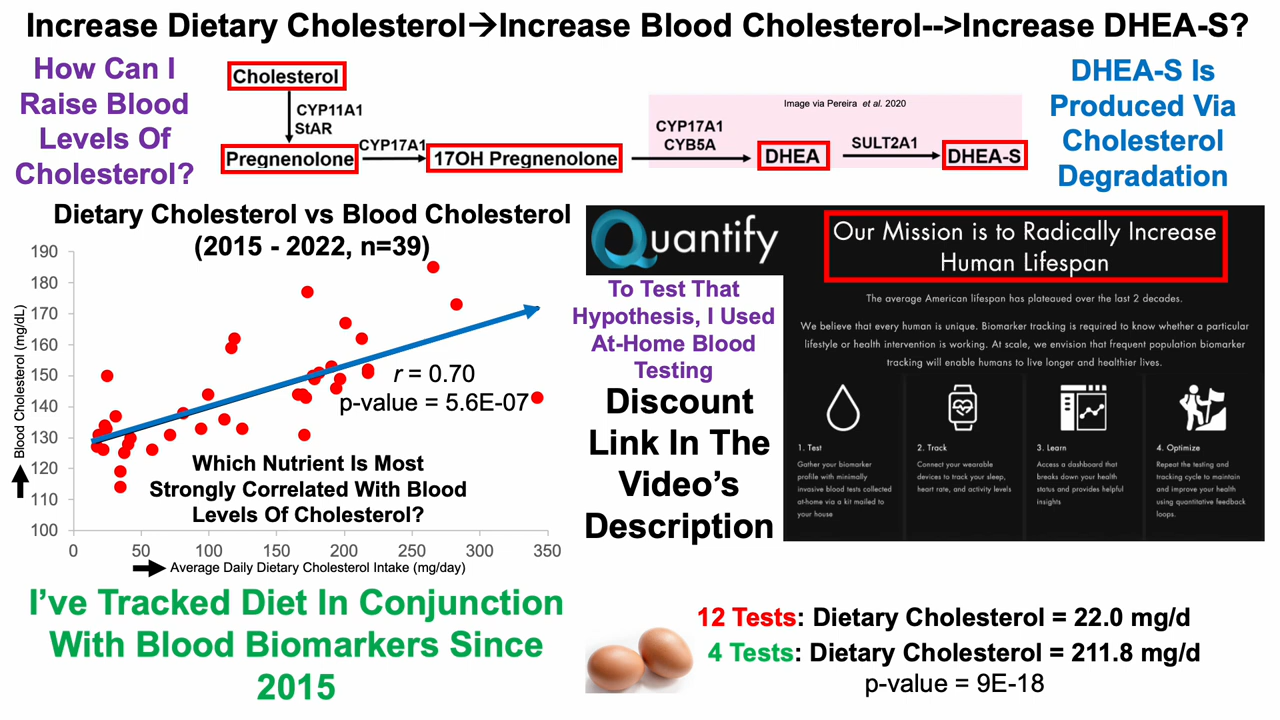 Increase Dietary Cholesterol→Increase Blood Cholesterol-->Increase DHEA-S?
How Can I
Raise Blood
Levels Of
Cholesterol?
Cholesterol
CYP11A1
StAR
Pregnenolone
CYP17A1
17OH Pregnenolone
Image via Pereira et al. 2020
CYP17A1
CYB5A
DHEA
SULT2A1
DHEA-S
DHEA-S Is
Produced Via
Cholesterol
Degradation
Dietary Cholesterol vs Blood Cholesterol
(2015 - 2022, n=39)
Blood Cholesterol (mg/dL)
190
180
170
160
150
140
130
120
110
100
r = 0.70
p-value = 5.6E-07
Which Nutrient Is Most
Strongly Correlated With Blood
Levels Of Cholesterol?
0
50
100
150
200
250
300
350
Average Daily Dietary Cholesterol Intake (mg/day)
I've Tracked Diet In Conjunction
With Blood Biomarkers Since
2015
Quantify
To Test That
Hypothesis, I Used
At-Home Blood
Testing
Discount
Link In The
Video's
Description
Our Mission is to Radically Increase
Human Lifespan
The average American lifespan has plateaued over the last 2 decades.
We believe that every human is unique. Biomarker tracking is required to know whether a particular
lifestyle or health intervention is working. At scale, we envision that frequent population biomarker
tracking will enable humans to live longer and healthier lives.
1. Test
Gather your biomarker
profile with minimally
invasive blood tests collected
at-home via a kit mailed to
your house
2. Track
Connect your wearable
devices to track your sleep,
heart rate, and activity levels
3. Learn
Access a dashboard that
breaks down your health
status and provides helpful
insights
4. Optimize
Repeat the testing and
tracking cycle to maintain
and improve your health
using quantitative feedback
loops.
12 Tests: Dietary Cholesterol = 22.0 mg/d
4 Tests: Dietary Cholesterol = 211.8 mg/d
p-value = 9E-18